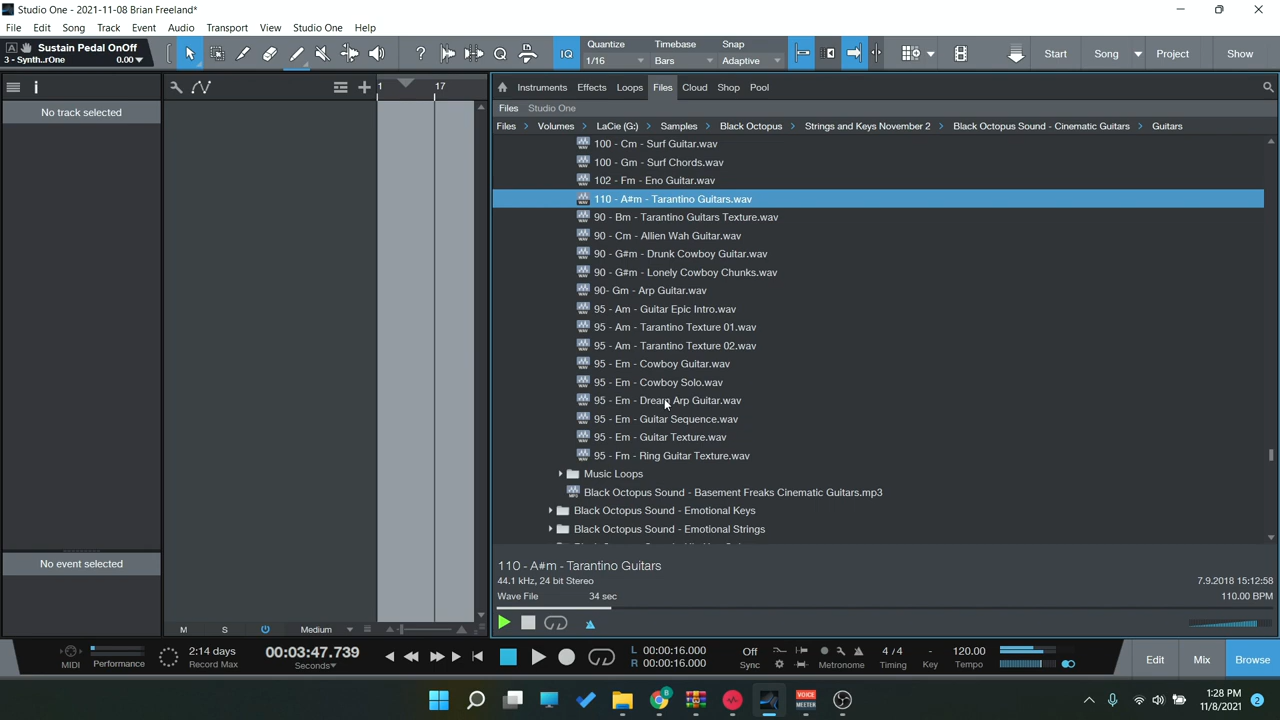 Studio One - 2021-11-08 Brian Freeland*
File Edit Song Track Event Audio Transport View Studio One Help
A Sustain Pedal OnOff
3 - Synth..rOne 0.00
? IQ
Quantize Timebase Snap
1/16 Bars Adaptive
Start Song Project Show
i
1 17
Instruments Effects Loops Files Cloud Shop Pool
No track selected
Files Studio One
Files > Volumes > LaCie (G:) > Samples > Black Octopus > Strings and Keys November 2 > Black Octopus Sound - Cinematic Guitars > Guitars
100 - Cm - Surf Guitar.wav
100 - Gm - Surf Chords.wav
102 - Fm - Eno Guitar.wav
110 - A#m - Tarantino Guitars.wav
90 - Bm - Tarantino Guitars Texture.wav
90 - Cm - Allien Wah Guitar.wav
90 - G#m - Drunk Cowboy Guitar.wav
90 - G#m - Lonely Cowboy Chunks.wav
90- Gm - Arp Guitar.wav
95 - Am - Guitar Epic Intro.wav
95 - Am - Tarantino Texture 01.wav
95 - Am - Tarantino Texture 02.wav
95 - Em - Cowboy Guitar.wav
95 - Em - Cowboy Solo.wav
95 - Em - Dream Arp Guitar.wav
95 - Em - Guitar Sequence.wav
95 - Em - Guitar Texture.wav
95 - Fm - Ring Guitar Texture.wav
Music Loops
Black Octopus Sound - Basement Freaks Cinematic Guitars.mp3
Black Octopus Sound - Emotional Keys
Black Octopus Sound - Emotional Strings
No event selected
110 - A#m - Tarantino Guitars
44.1 kHz, 24 bit Stereo 7.9.2018 15:12:58
Wave File 34 sec 110.00 BPM
M S Medium
MIDI Performance
2:14 days
Record Max
00:03:47.739
Seconds
L 00:00:16.000
R 00:00:16.000
Off
Sync
Metronome
4 / 4
Timing
-
Key
120.00
Tempo
Edit Mix Browse
B
VOICE MEETER
1:28 PM
11/8/2021
2